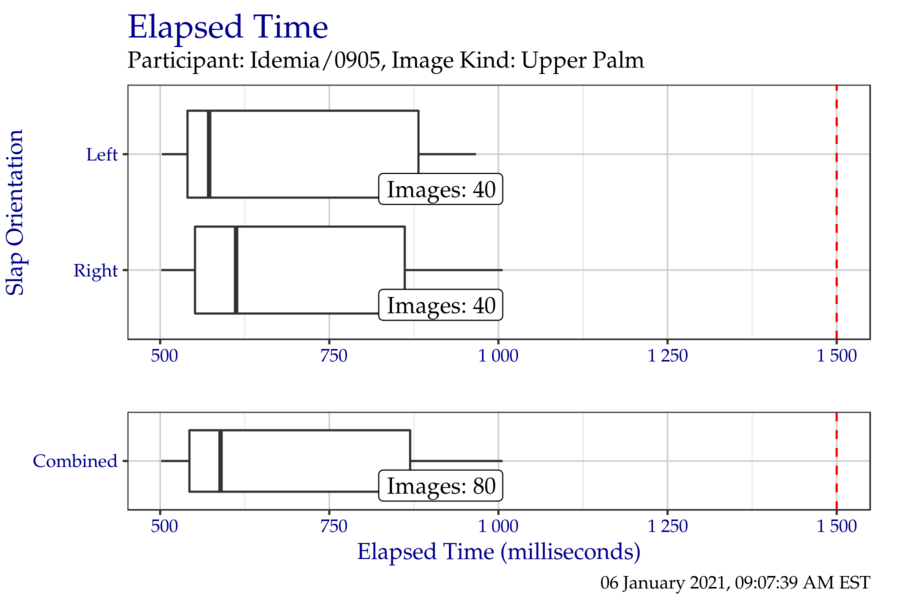 Elapsed Time
Participant: Idemia/0905, Image Kind: Upper Palm
Slap Orientation
Left
Images: 40
Right
Images: 40
500 750 1 000 1 250 1 500
Combined
Images: 80
500 750 1 000 1 250 1 500
Elapsed Time (milliseconds)
06 January 2021, 09:07:39 AM EST